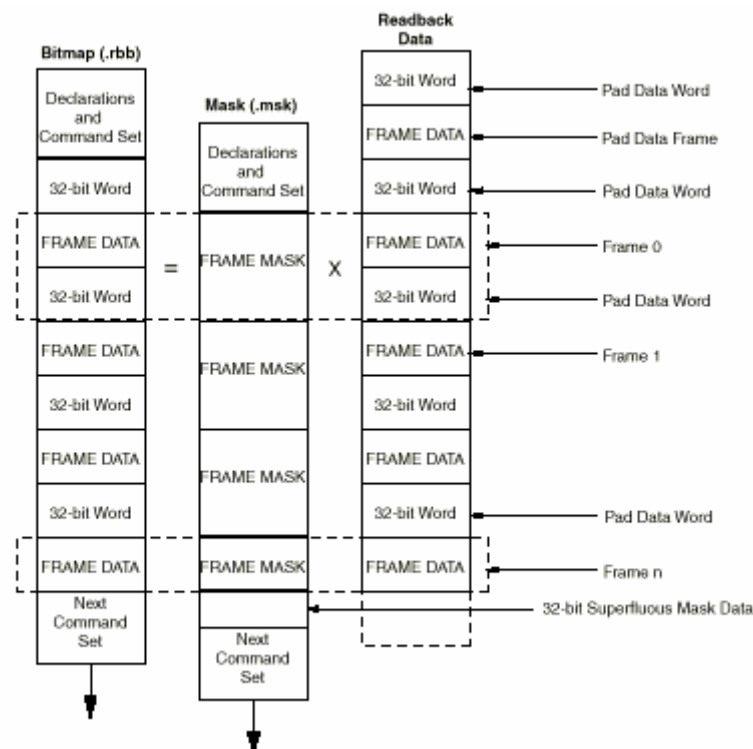 Bitmap (.rbb)
Declarations
and
Command Set
32-bit Word
FRAME DATA
32-bit Word
FRAME DATA
32-bit Word
FRAME DATA
32-bit Word
FRAME DATA
Next
Command
Set
=
Mask (.msk)
Declarations
and
Command Set
FRAME MASK
FRAME MASK
FRAME MASK
FRAME MASK
Next
Command
Set
X
Readback
Data
32-bit Word
FRAME DATA
32-bit Word
FRAME DATA
32-bit Word
FRAME DATA
32-bit Word
FRAME DATA
32-bit Word
FRAME DATA
Pad Data Word
Pad Data Frame
Pad Data Word
Frame 0
Pad Data Word
Frame 1
Pad Data Word
Frame n
32-bit Superfluous Mask Data